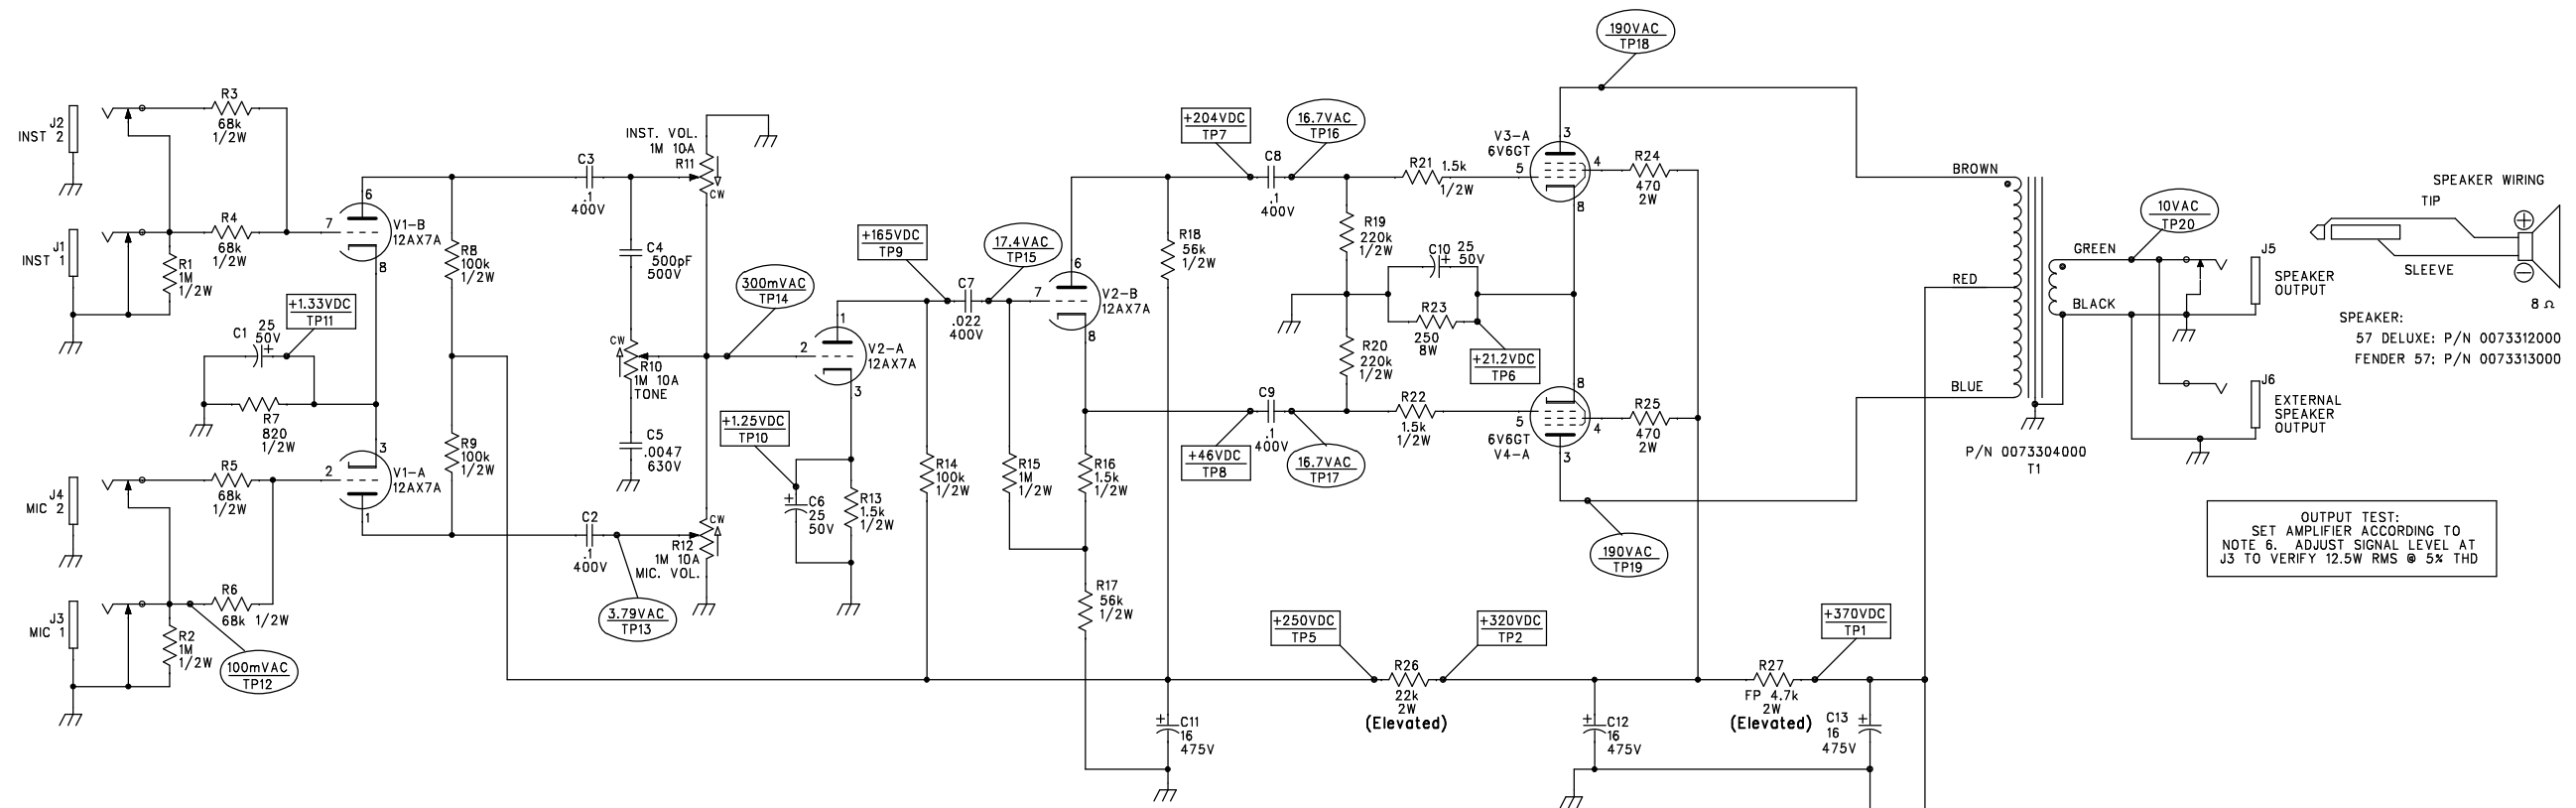 190VAC
TP18
J2
INST 2
R3
68k
1/2W
J1
INST 1
R4
68k
1/2W
R1
1M
1/2W
7
6
V1-B
12AX7A
8
R8
100k
1/2W
C1
25
50V
+
+1.33VDC
TP11
R7
820
1/2W
3
V1-A
12AX7A
2
1
R9
100k
1/2W
J4
MIC 2
R5
68k
1/2W
J3
MIC 1
R6
68k 1/2W
R2
1M
1/2W
100mVAC
TP12
C3
.1
400V
INST. VOL.
1M 10A
R11
CW
C4
500pF
500V
CW
R10
1M 10A
TONE
C5
.0047
630V
C2
.1
400V
CW
R12
1M 10A
MIC. VOL.
3.79VAC
TP13
300mVAC
TP14
2
1
V2-A
12AX7A
3
+1.25VDC
TP10
+
C6
25
50V
R13
1.5k
1/2W
+165VDC
TP9
C7
.022
400V
17.4VAC
TP15
R14
100k
1/2W
R15
1M
1/2W
7
6
V2-B
12AX7A
8
R16
1.5k
1/2W
R17
56k
1/2W
R18
56k
1/2W
+204VDC
TP7
C8
.1
400V
16.7VAC
TP16
R19
220k
1/2W
R20
220k
1/2W
R21 1.5k
1/2W
C10 25
+ 50V
R23
250
8W
+21.2VDC
TP6
C9
.1
400V
+46VDC
TP8
16.7VAC
TP17
R22
1.5k
1/2W
V3-A
6V6GT
3
5
4
8
R24
470
2W
8
5
4
6V6GT
V4-A
3
R25
470
2W
190VAC
TP19
+250VDC
TP5
R26
22k
2W
(Elevated)
+320VDC
TP2
R27
FP 4.7k
2W
(Elevated)
+370VDC
TP1
+
C11
16
475V
+
C12
16
475V
C13
+
16
475V
BROWN
RED
BLUE
GREEN
BLACK
P/N 0073304000
T1
10VAC
TP20
J5
SPEAKER
OUTPUT
J6
EXTERNAL
SPEAKER
OUTPUT
SPEAKER WIRING
TIP
SLEEVE
+
−
8 Ω
SPEAKER:
57 DELUXE: P/N 0073312000
FENDER 57: P/N 0073313000
OUTPUT TEST:
SET AMPLIFIER ACCORDING TO
NOTE 6. ADJUST SIGNAL LEVEL AT
J3 TO VERIFY 12.5W RMS @ 5% THD